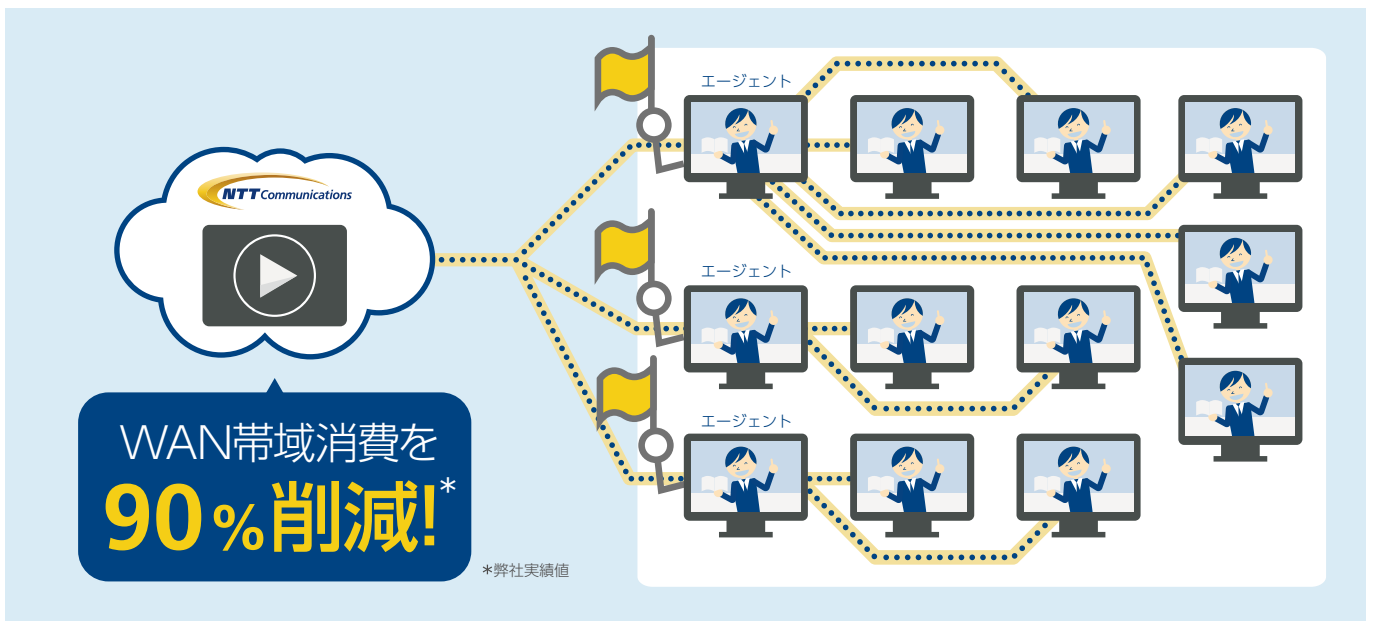 NTT Communications
WAN帯域消費を
90%削減!*
*弊社実績値
エージェント
エージェント
エージェント